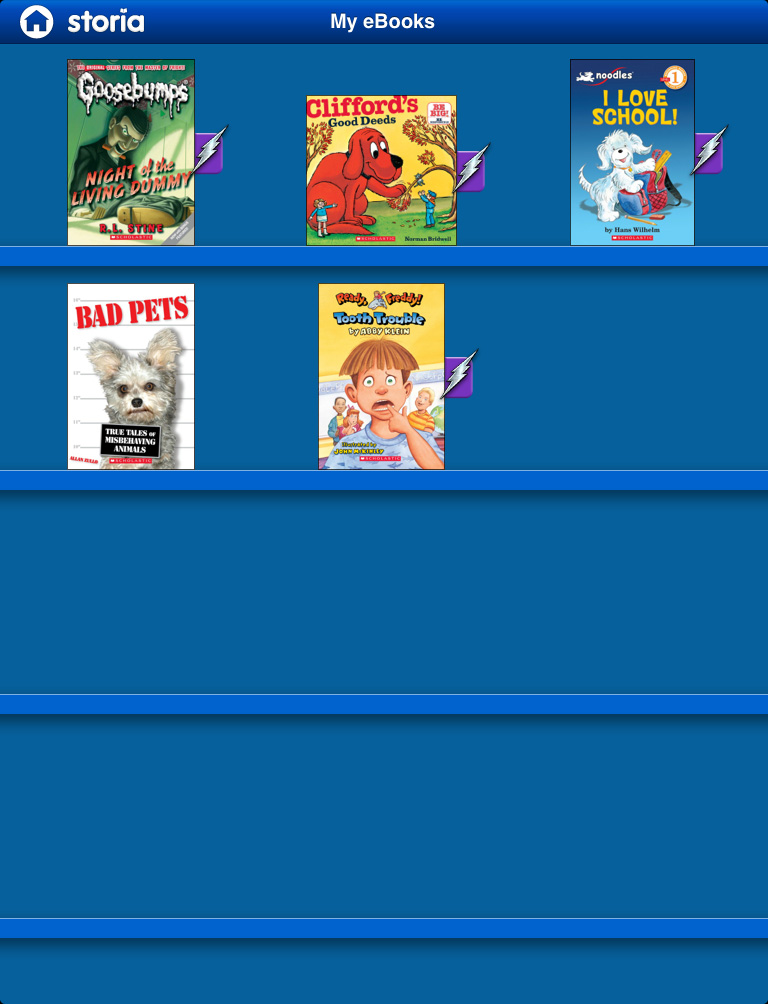 storia
My eBooks
THE ORIGINAL SERIES FROM THE MASTER OF FRIGHT
Goosebumps
NIGHT of the
LIVING DUMMY
R.L. STINE
SCHOLASTIC
Clifford's
Good Deeds
BE
BIG!
SCHOLASTIC
Norman Bridwell
noodles
1
I LOVE
SCHOOL!
by Hans Wilhelm
SCHOLASTIC
BAD PETS
TRUE TALES OF
MISBEHAVING
ANIMALS
ALLAN ZULLO
SCHOLASTIC
Ready, Freddy!
Tooth Trouble
by ABBY KLEIN
illustrated by
JOHN McKINLEY
SCHOLASTIC